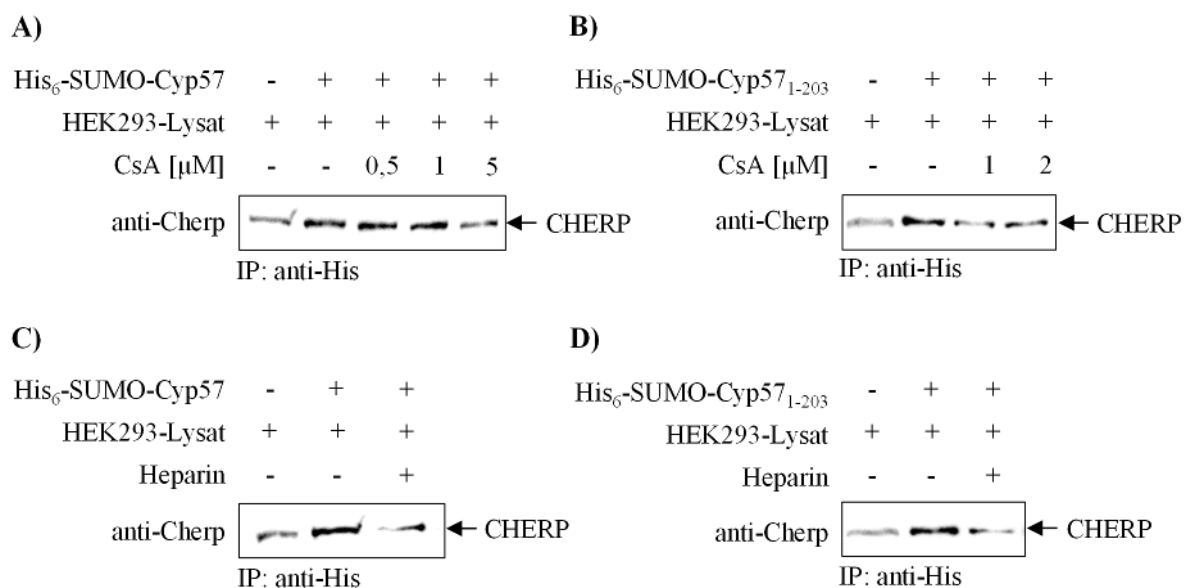 A)
His6-SUMO-Cyp57 - + + + +
HEK293-Lysat + + + + +
CsA [µM] - - 0,5 1 5
anti-Cherp CHERP
IP: anti-His
B)
His6-SUMO-Cyp571-203 - + + +
HEK293-Lysat + + + +
CsA [µM] - - 1 2
anti-Cherp CHERP
IP: anti-His
C)
His6-SUMO-Cyp57 - + +
HEK293-Lysat + + +
Heparin - - +
anti-Cherp CHERP
IP: anti-His
D)
His6-SUMO-Cyp571-203 - + +
HEK293-Lysat + + +
Heparin - - +
anti-Cherp CHERP
IP: anti-His